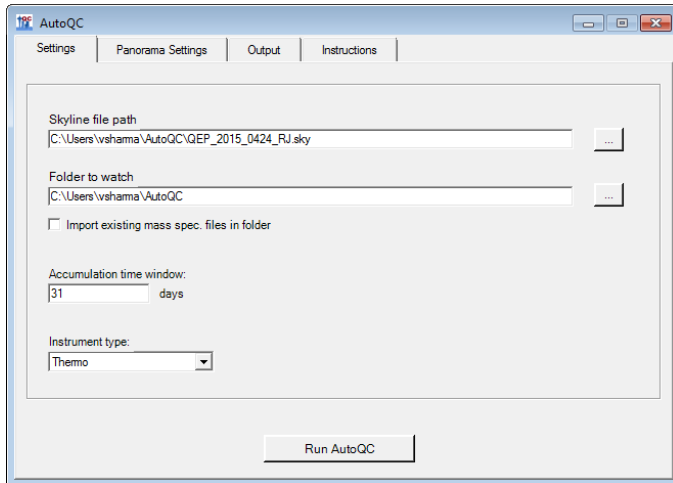 AutoQC
Settings Panorama Settings Output Instructions
Skyline file path
C:\Users\vsharma\AutoQC\QEP_2015_0424_RJ.sky
...
Folder to watch
C:\Users\vsharma\AutoQC
...
Import existing mass spec. files in folder
Accumulation time window:
31 days
Instrument type:
Thermo
Run AutoQC